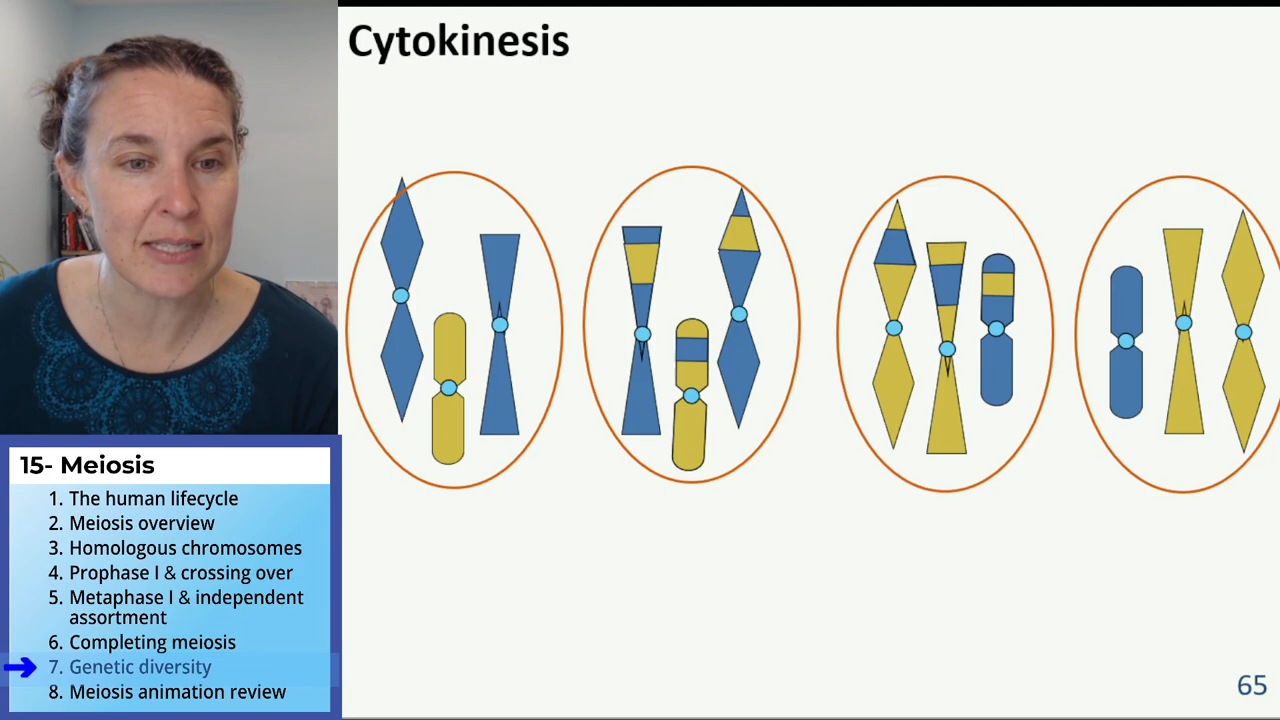 Cytokinesis
15- Meiosis
1. The human lifecycle
2. Meiosis overview
3. Homologous chromosomes
4. Prophase I & crossing over
5. Metaphase I & independent
assortment
6. Completing meiosis
7. Genetic diversity
8. Meiosis animation review
65